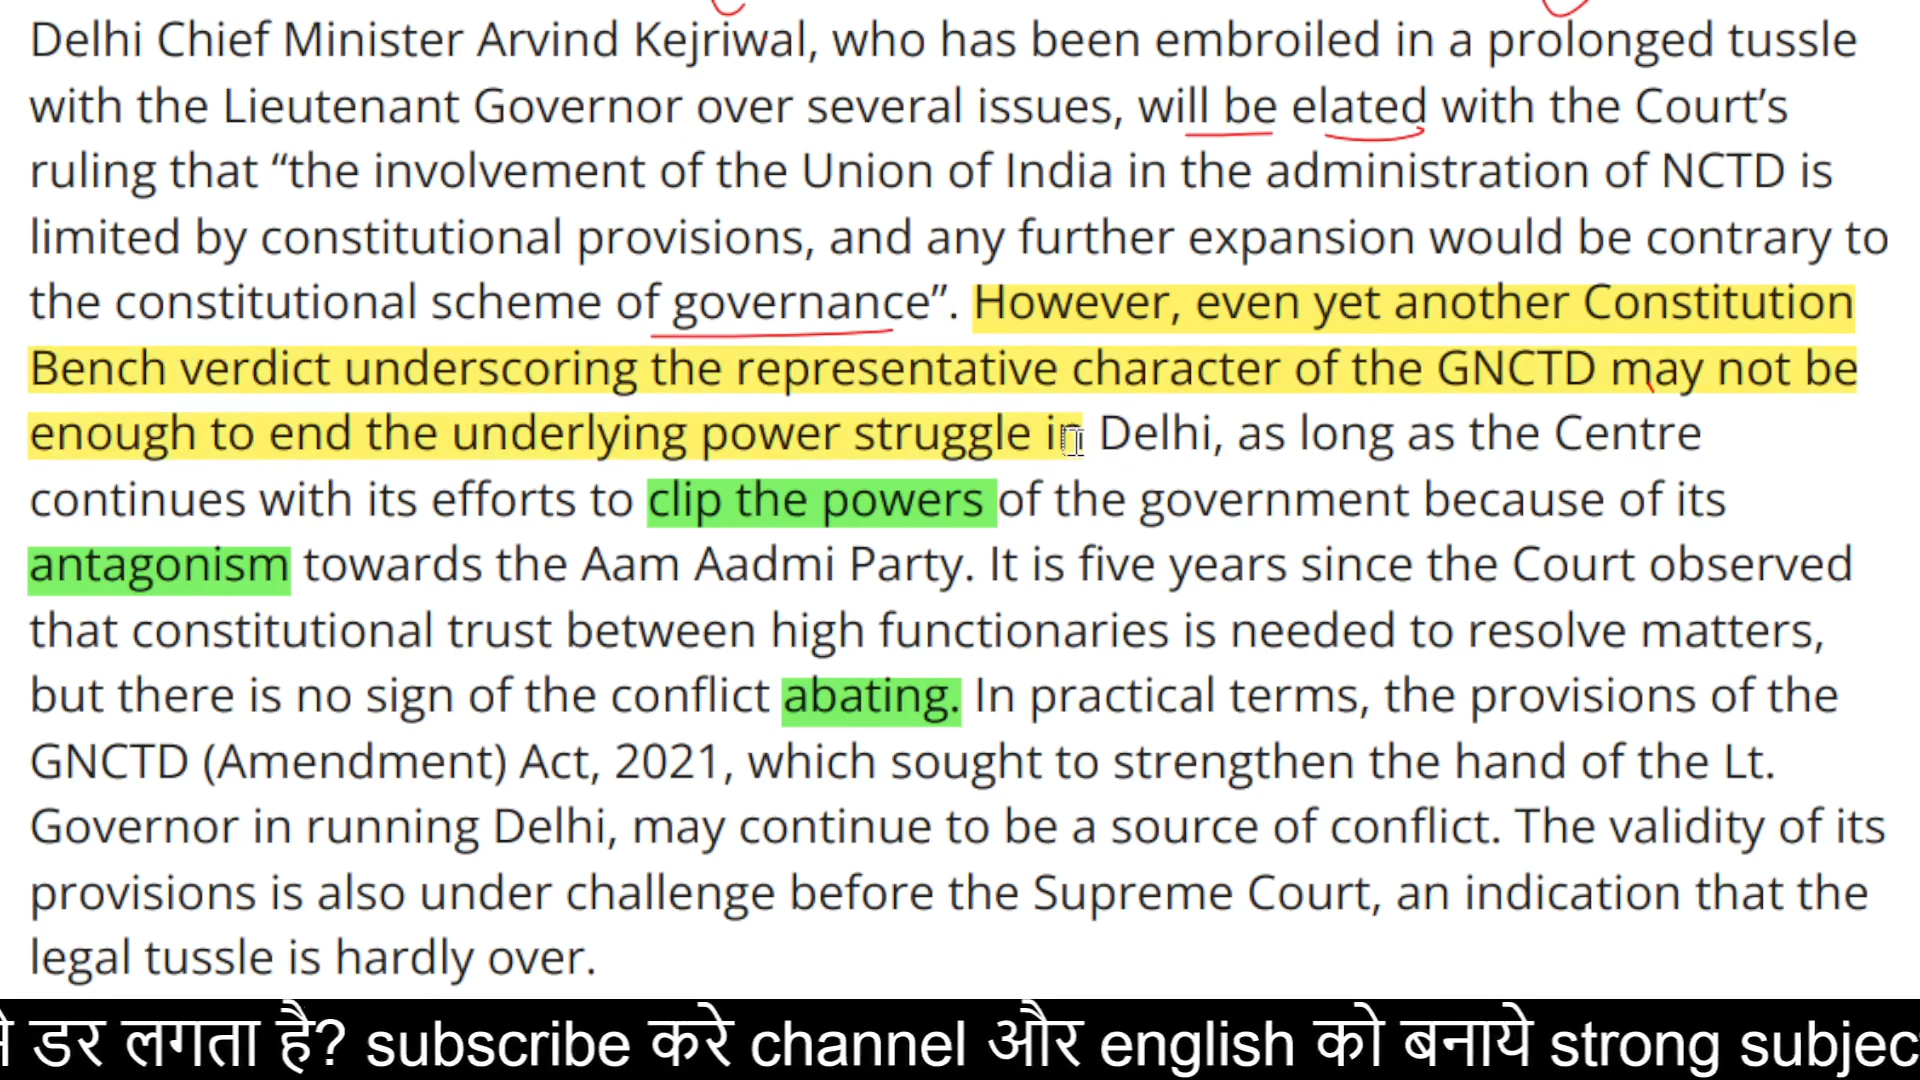 Delhi Chief Minister Arvind Kejriwal, who has been embroiled in a prolonged tussle
with the Lieutenant Governor over several issues, will be elated with the Court’s
ruling that “the involvement of the Union of India in the administration of NCTD is
limited by constitutional provisions, and any further expansion would be contrary to
the constitutional scheme of governance”. However, even yet another Constitution
Bench verdict underscoring the representative character of the GNCTD may not be
enough to end the underlying power struggle in Delhi, as long as the Centre
continues with its efforts to clip the powers of the government because of its
antagonism towards the Aam Aadmi Party. It is five years since the Court observed
that constitutional trust between high functionaries is needed to resolve matters,
but there is no sign of the conflict abating. In practical terms, the provisions of the
GNCTD (Amendment) Act, 2021, which sought to strengthen the hand of the Lt.
Governor in running Delhi, may continue to be a source of conflict. The validity of its
provisions is also under challenge before the Supreme Court, an indication that the
legal tussle is hardly over.
डर लगता है? subscribe करे channel और english को बनाये strong subjec